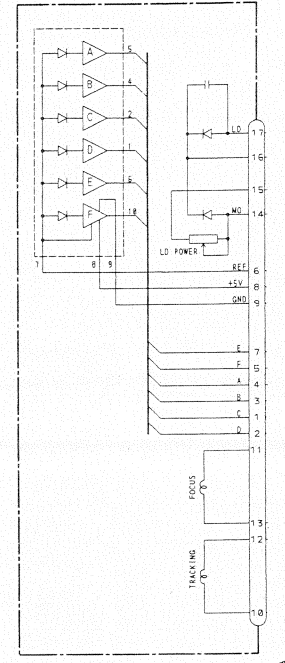 A 5
B 4
C 2
D 1
E 6
F 10
7 8 9
LD 17
16
15
MD 14
LD POWER
REF 6
+5V 8
GND 9
E 7
F 5
A 4
B 3
C 1
D 2
11
FOCUS
13
12
TRACKING
10